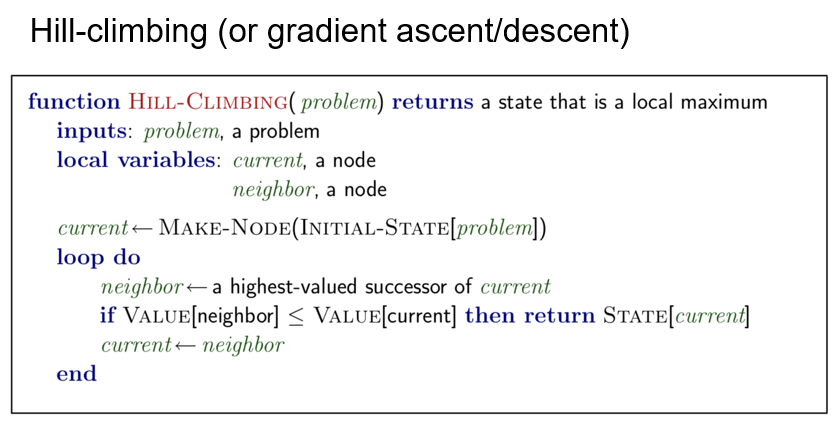 Hill-climbing (or gradient ascent/descent)
function HILL-CLIMBING( problem) returns a state that is a local maximum
inputs: problem, a problem
local variables: current, a node
neighbor, a node
current ← MAKE-NODE(INITIAL-STATE[problem])
loop do
neighbor ← a highest-valued successor of current
if VALUE[neighbor] ≤ VALUE[current] then return STATE[current]
current ← neighbor
end